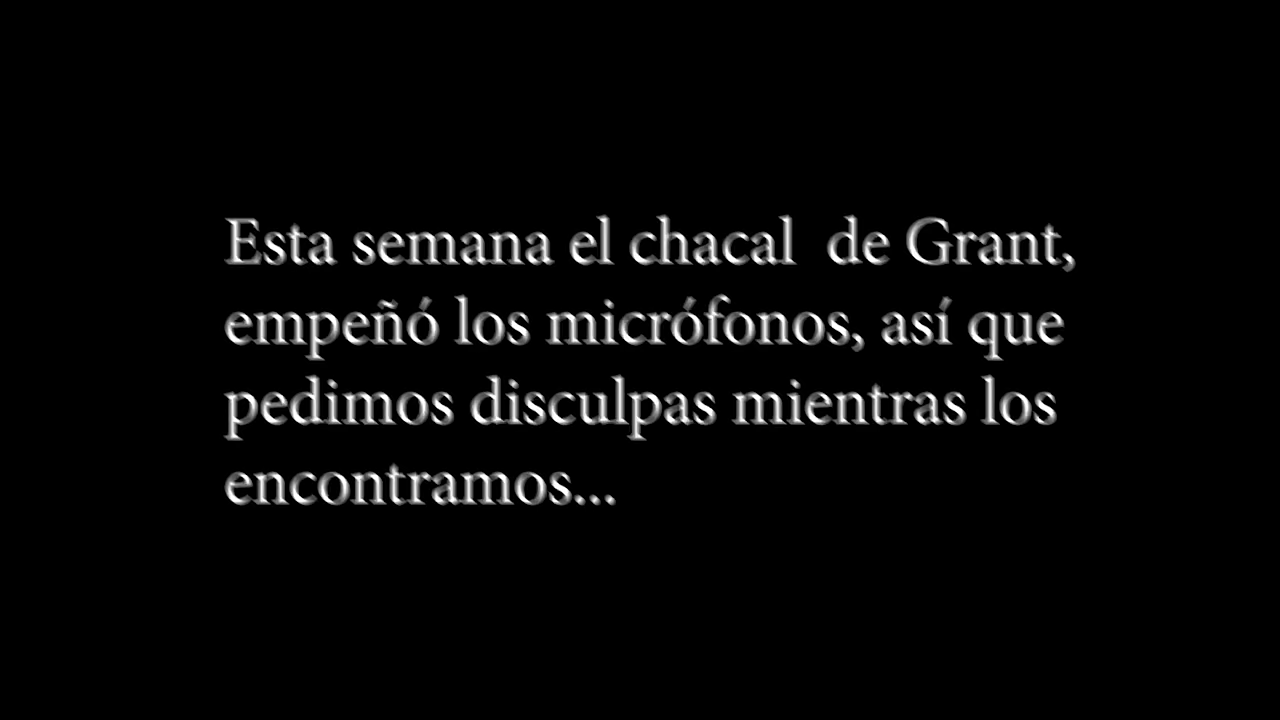 Esta semana el chacal  de Grant,
empeñó los micrófonos, así que
pedimos disculpas mientras los
encontramos...